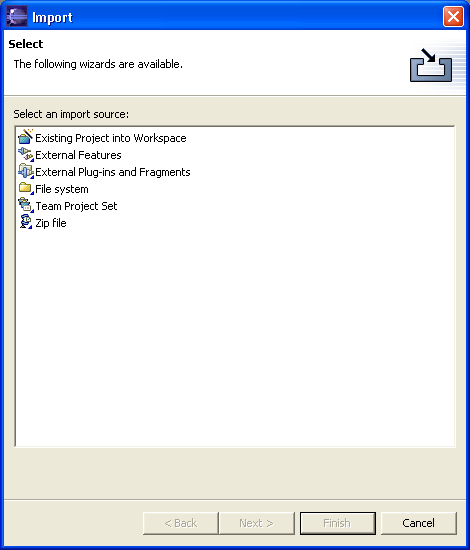 Import
Select
The following wizards are available.
Select an import source:
Existing Project into Workspace
External Features
External Plug-ins and Fragments
File system
Team Project Set
Zip file
< Back Next > Finish Cancel